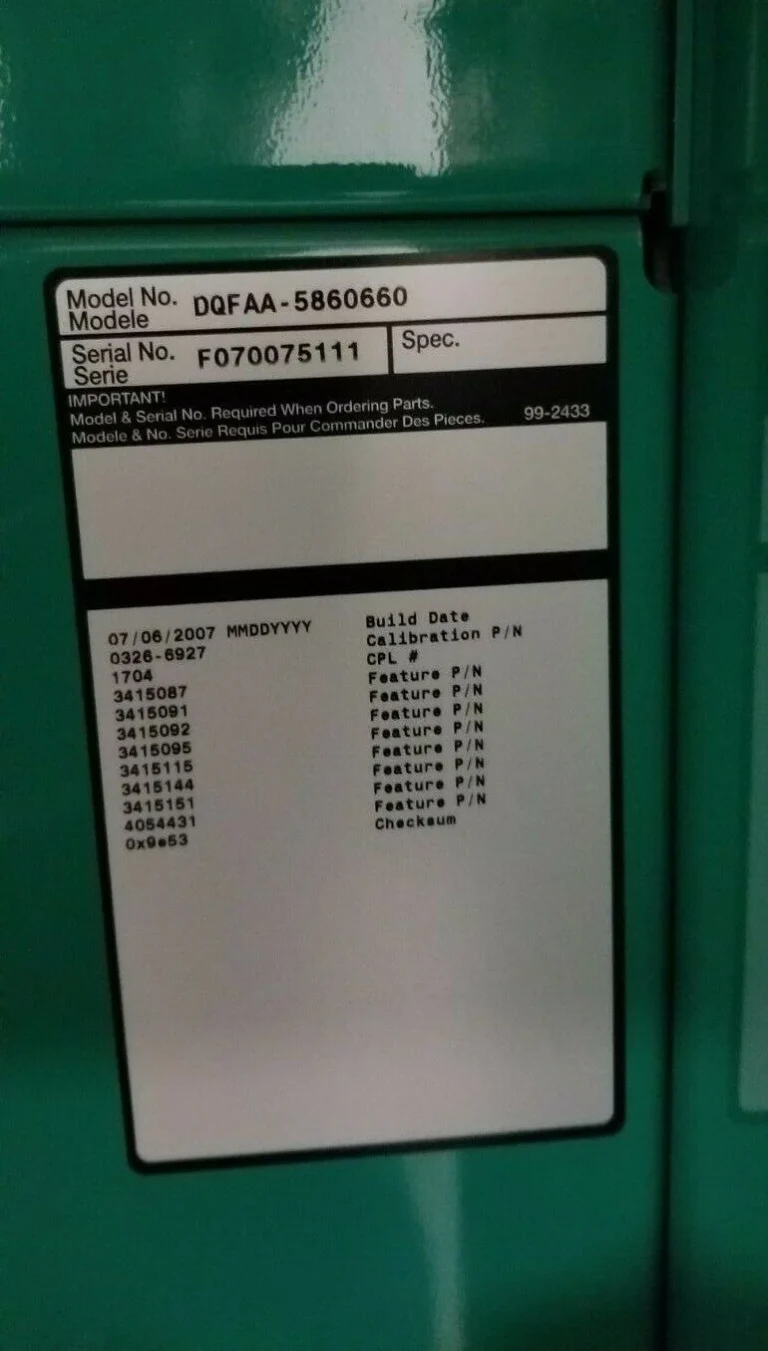 Model No. DQFAA-5860660
Modele
Serial No. F070075111 Spec.
Serie
IMPORTANT!
Model & Serial No. Required When Ordering Parts.
Modele & No. Serie Requis Pour Commander Des Pieces. 99-2433
07/06/2007 MMDDYYYY Build Date
0326-6927 Calibration P/N
1704 CPL #
3415087 Feature P/N
3415091 Feature P/N
3415092 Feature P/N
3415095 Feature P/N
3415115 Feature P/N
3415144 Feature P/N
3415151 Feature P/N
4054431 Feature P/N
0x9e53 Checksum